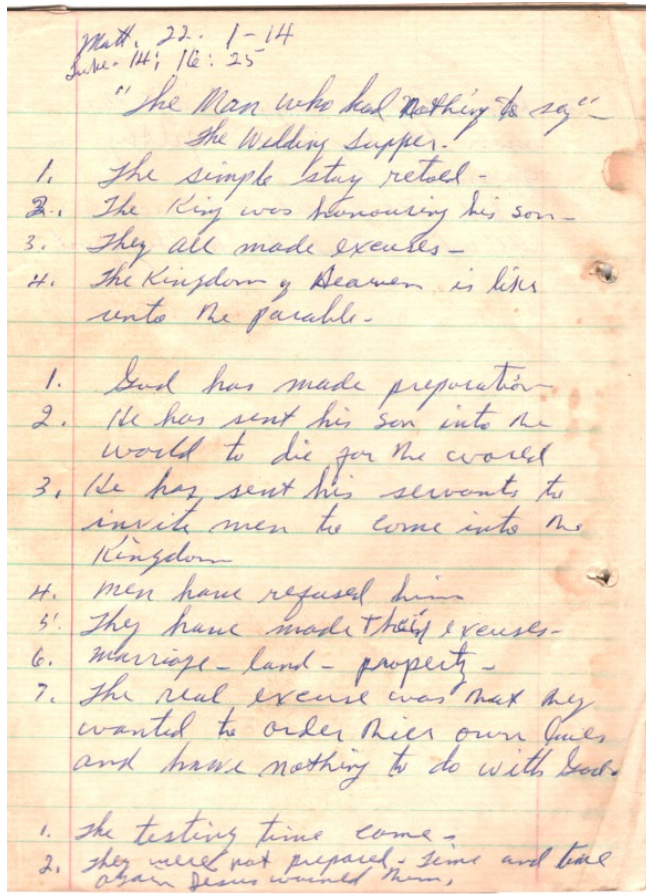 Matt. 22. 1-14
Luke. 14; 16: 25
"The Man who had nothing to say"-
The Wedding Supper.
1. The simple story retold-
2. The King was honouring his son-
3. They all made excuses-
4. The Kingdom of Heaven is like
unto the parable-
1. God has made preparation
2. He has sent his son into the
world to die for the world
3. He has sent his servants to
invite men to come into the
Kingdom
4. Men have refused him
5. They have made their excuses-
6. Marriage - land - property-
7. The real excuse was that they
wanted to order thier own lives
and have nothing to do with God.
1. The testing time come-
2. They were not prepared - Time and time
again Jesus warned them.